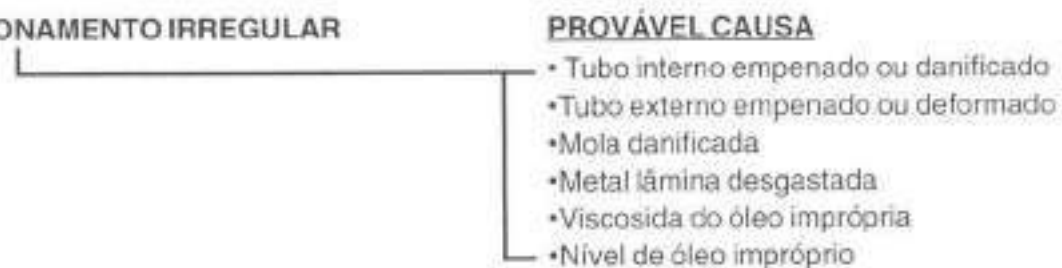 ONAMENTO IRREGULAR
PROVÁVEL CAUSA
• Tubo interno empenado ou danificado
•Tubo externo empenado ou deformado
•Mola danificada
•Metal lâmina desgastada
•Viscosida do óleo imprópria
•Nível de óleo impróprio